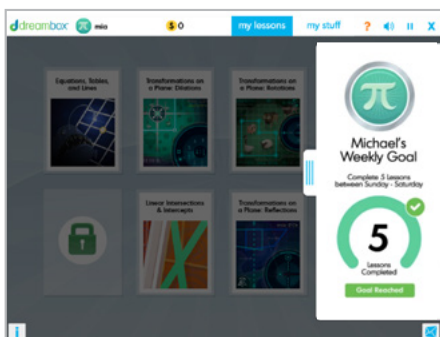 dreambox
π
mia
$ 0
my lessons
my stuff
?
X
Equations, Tables,
and Lines
Transformations on
a Plane: Dilations
Transformations on
a Plane: Rotations
Linear Intersections
& Intercepts
Transformations on
a Plane: Reflections
π
Michael's
Weekly Goal
Complete 5 Lessons
between Sunday - Saturday
5
Lessons
Completed
Goal Reached
i